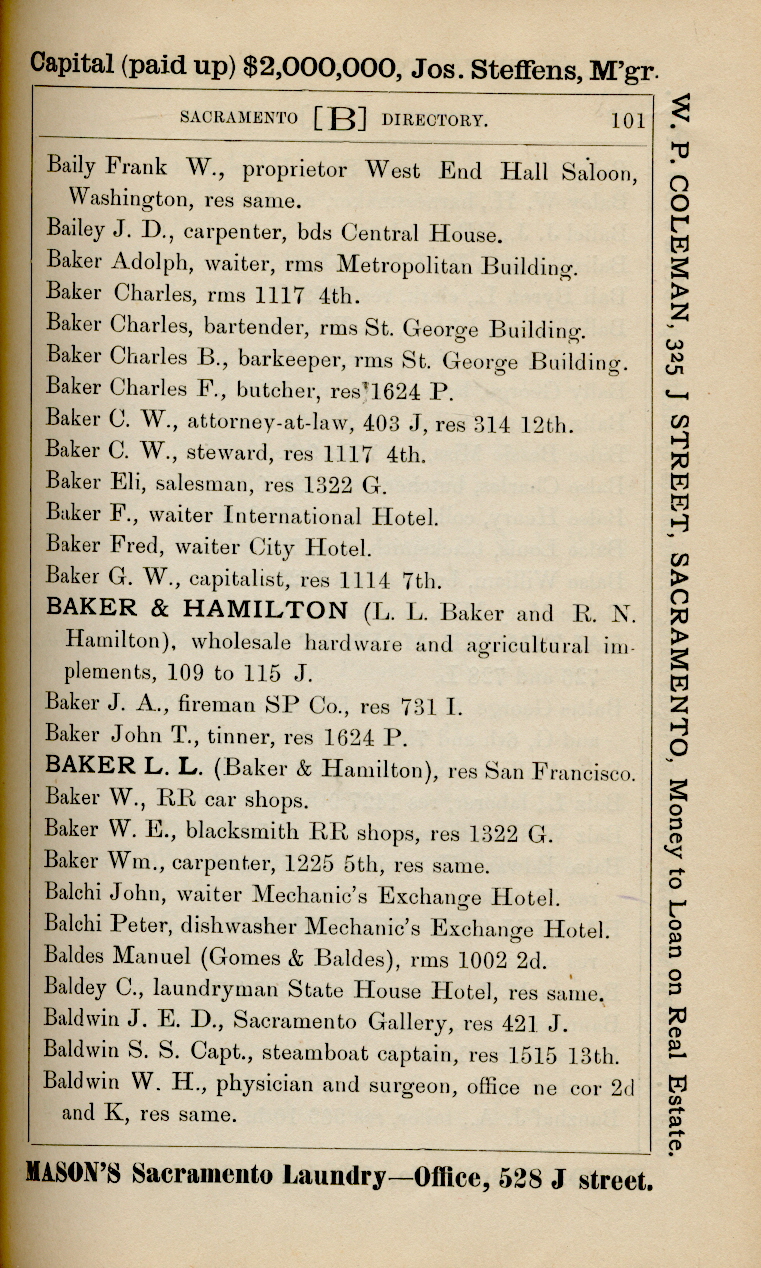 Capital (paid up) $2,000,000, Jos. Steffens, M'gr.
SACRAMENTO [B] DIRECTORY. 101
Baily Frank W., proprietor West End Hall Saloon,
Washington, res same.
Bailey J. D., carpenter, bds Central House.
Baker Adolph, waiter, rms Metropolitan Building.
Baker Charles, rms 1117 4th.
Baker Charles, bartender, rms St. George Building.
Baker Charles B., barkeeper, rms St. George Building.
Baker Charles F., butcher, res 1624 P.
Baker C. W., attorney-at-law, 403 J, res 314 12th.
Baker C. W., steward, res 1117 4th.
Baker Eli, salesman, res 1322 G.
Baker F., waiter International Hotel.
Baker Fred, waiter City Hotel.
Baker G. W., capitalist, res 1114 7th.
BAKER & HAMILTON (L. L. Baker and R. N.
Hamilton), wholesale hardware and agricultural im-
plements, 109 to 115 J.
Baker J. A., fireman SP Co., res 731 I.
Baker John T., tinner, res 1624 P.
BAKER L. L. (Baker & Hamilton), res San Francisco.
Baker W., RR car shops.
Baker W. E., blacksmith RR shops, res 1322 G.
Baker Wm., carpenter, 1225 5th, res same.
Balchi John, waiter Mechanic's Exchange Hotel.
Balchi Peter, dishwasher Mechanic's Exchange Hotel.
Baldes Manuel (Gomes & Baldes), rms 1002 2d.
Baldey C., laundryman State House Hotel, res same.
Baldwin J. E. D., Sacramento Gallery, res 421 J.
Baldwin S. S. Capt., steamboat captain, res 1515 13th.
Baldwin W. H., physician and surgeon, office ne cor 2d
and K, res same.
MASON'S Sacramento Laundry—Office, 528 J street.
W. P. COLEMAN, 325 J STREET, SACRAMENTO, Money to Loan on Real Estate.